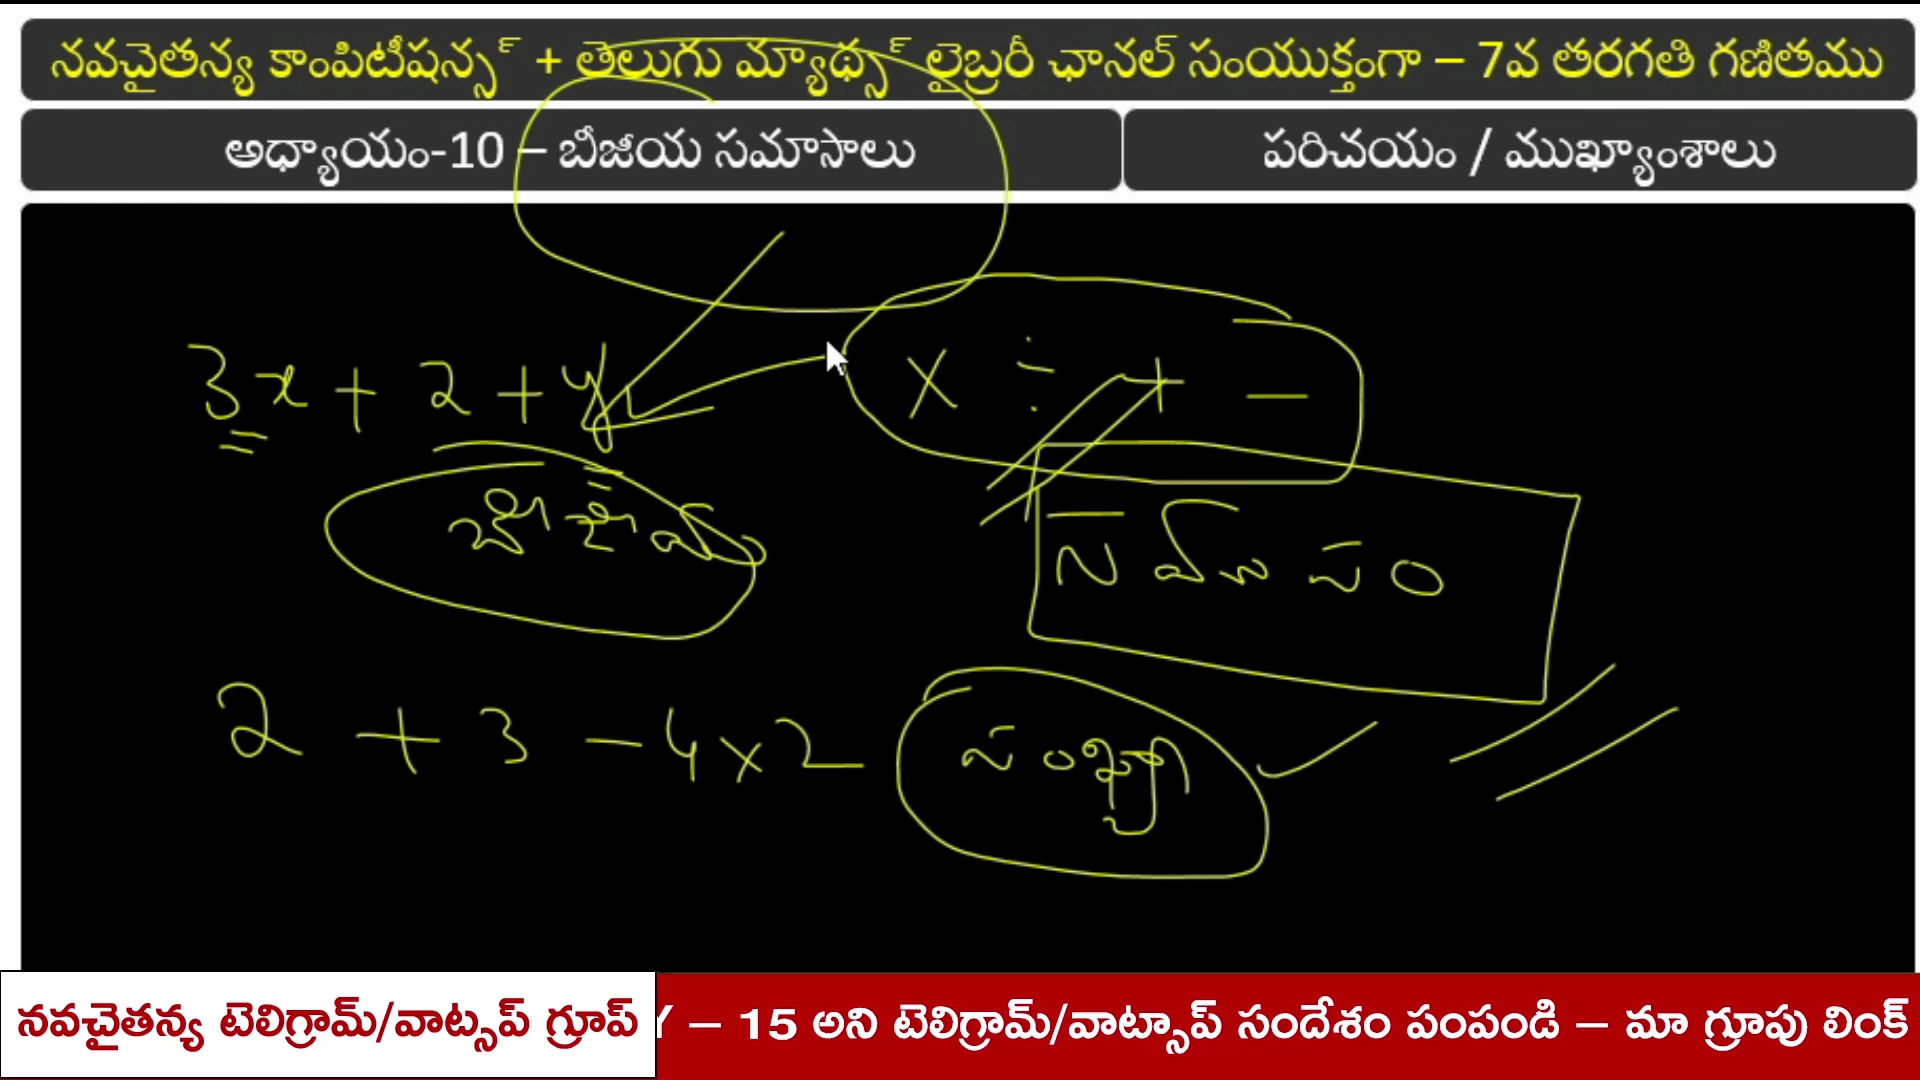 నవచైతన్య కాంపిటీషన్స్ + తెలుగు మ్యాథ్స్ లైబ్రరీ ఛానల్ సంయుక్తంగా – 7వ తరగతి గణితము
అధ్యాయం-10 – బీజీయ సమాసాలు
పరిచయం / ముఖ్యాంశాలు
3x + 2 + y
× ÷ + −
బీజీయ
సమాసం
2 + 3 - 4 × 2
సంఖ్యా
నవచైతన్య టెలిగ్రామ్/వాట్సప్ గ్రూప్
Y – 15 అని టెలిగ్రామ్/వాట్సాప్ సందేశం పంపండి – మా గ్రూపు లింక్